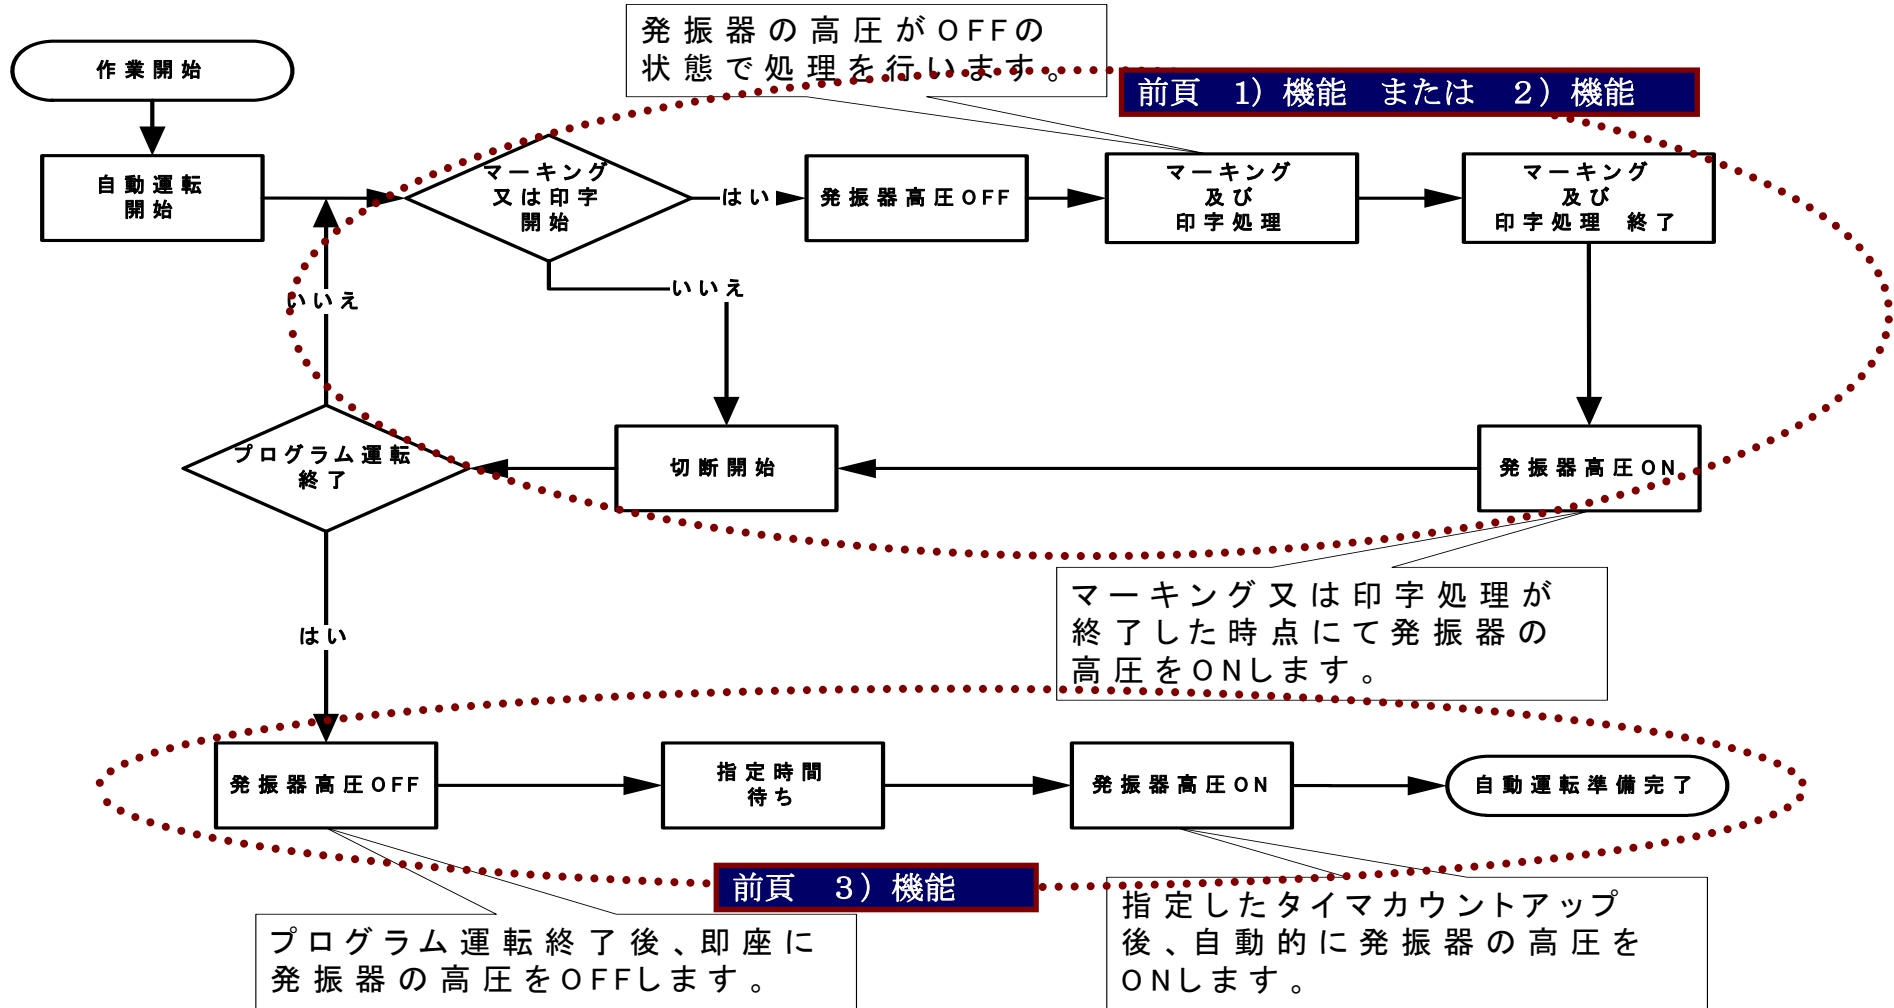 発振器の高圧がOFFの
状態で処理を行います。
作業開始
前頁　1）機能　または　2）機能
自動運転
開始
マーキング
又は印字
開始
はい
発振器高圧OFF
マーキング
及び
印字処理
マーキング
及び
印字処理　終了
いいえ
いいえ
プログラム運転
終了
切断開始
発振器高圧ON
はい
マーキング又は印字処理が
終了した時点にて発振器の
高圧をONします。
発振器高圧OFF
指定時間
待ち
発振器高圧ON
自動運転準備完了
前頁　3）機能
プログラム運転終了後、即座に
発振器の高圧をOFFします。
指定したタイマカウントアップ
後、自動的に発振器の高圧を
ONします。